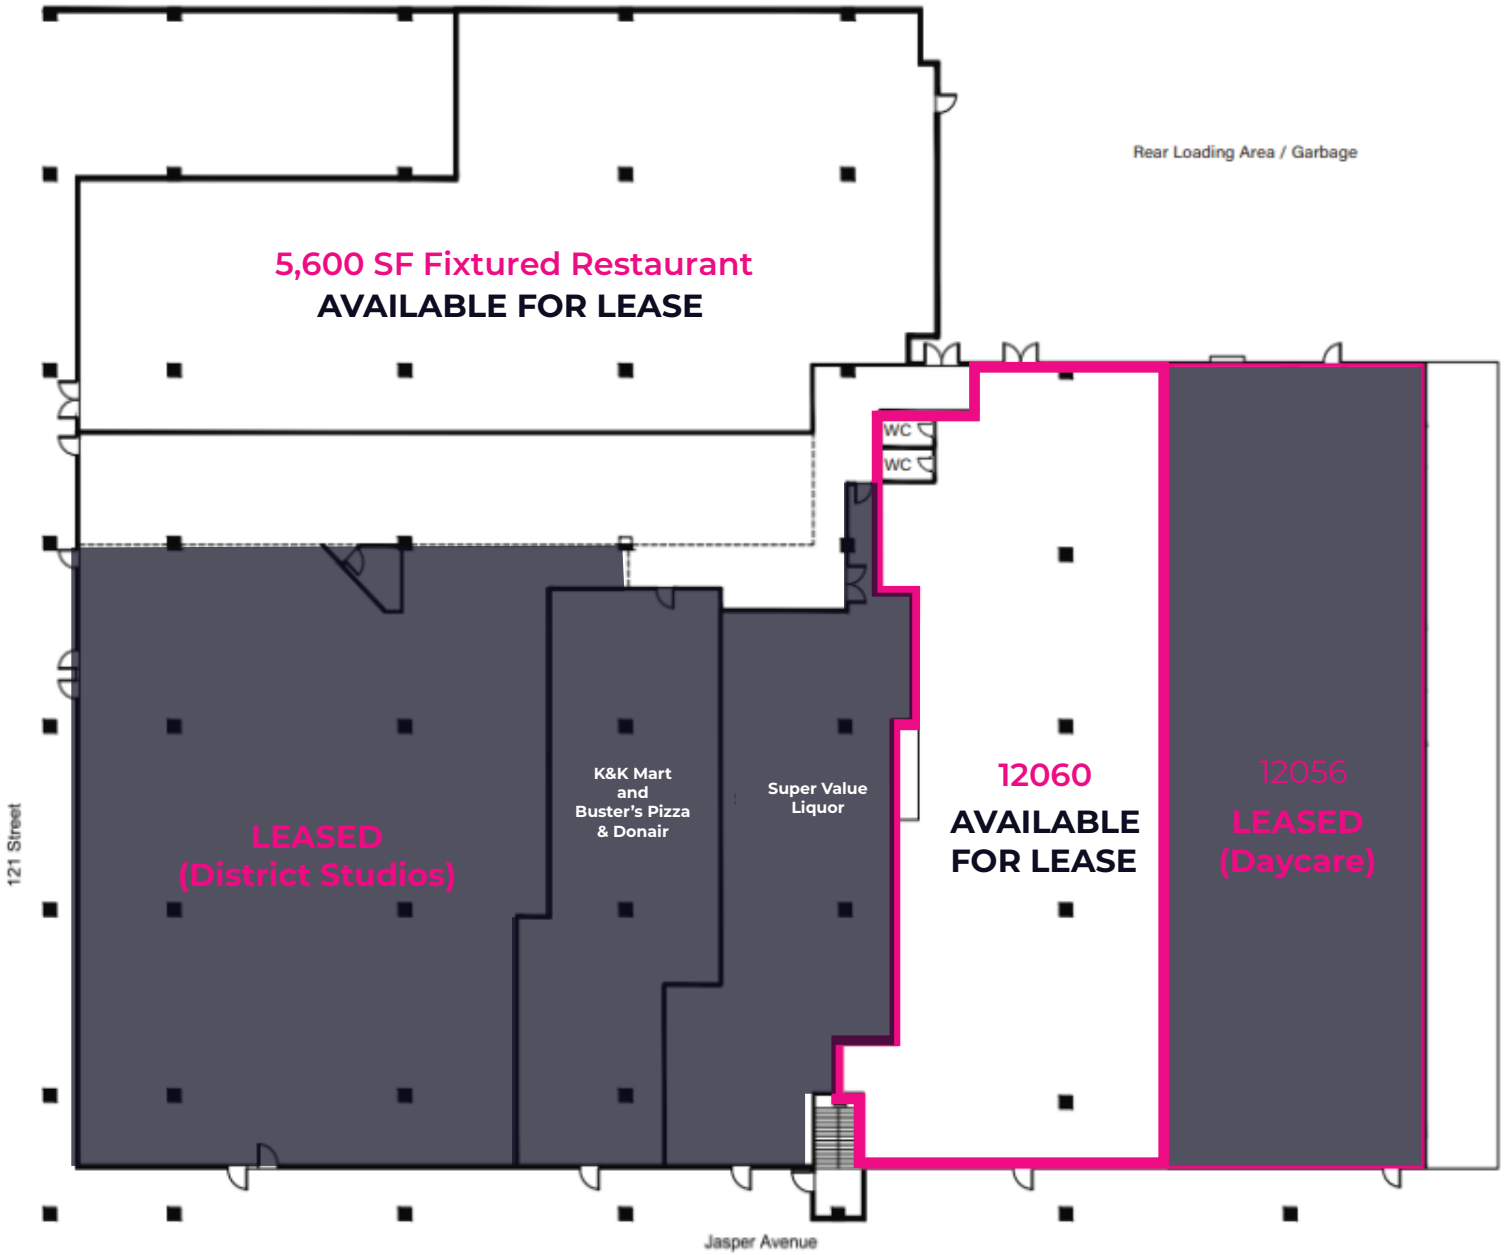 Rear Loading Area / Garbage
5,600 SF Fixtured Restaurant
AVAILABLE FOR LEASE
WC
WC
K&K Mart
and
Buster’s Pizza
& Donair
Super Value
Liquor
12060
AVAILABLE
FOR LEASE
12056
LEASED
(Daycare)
LEASED
(District Studios)
121 Street
Jasper Avenue